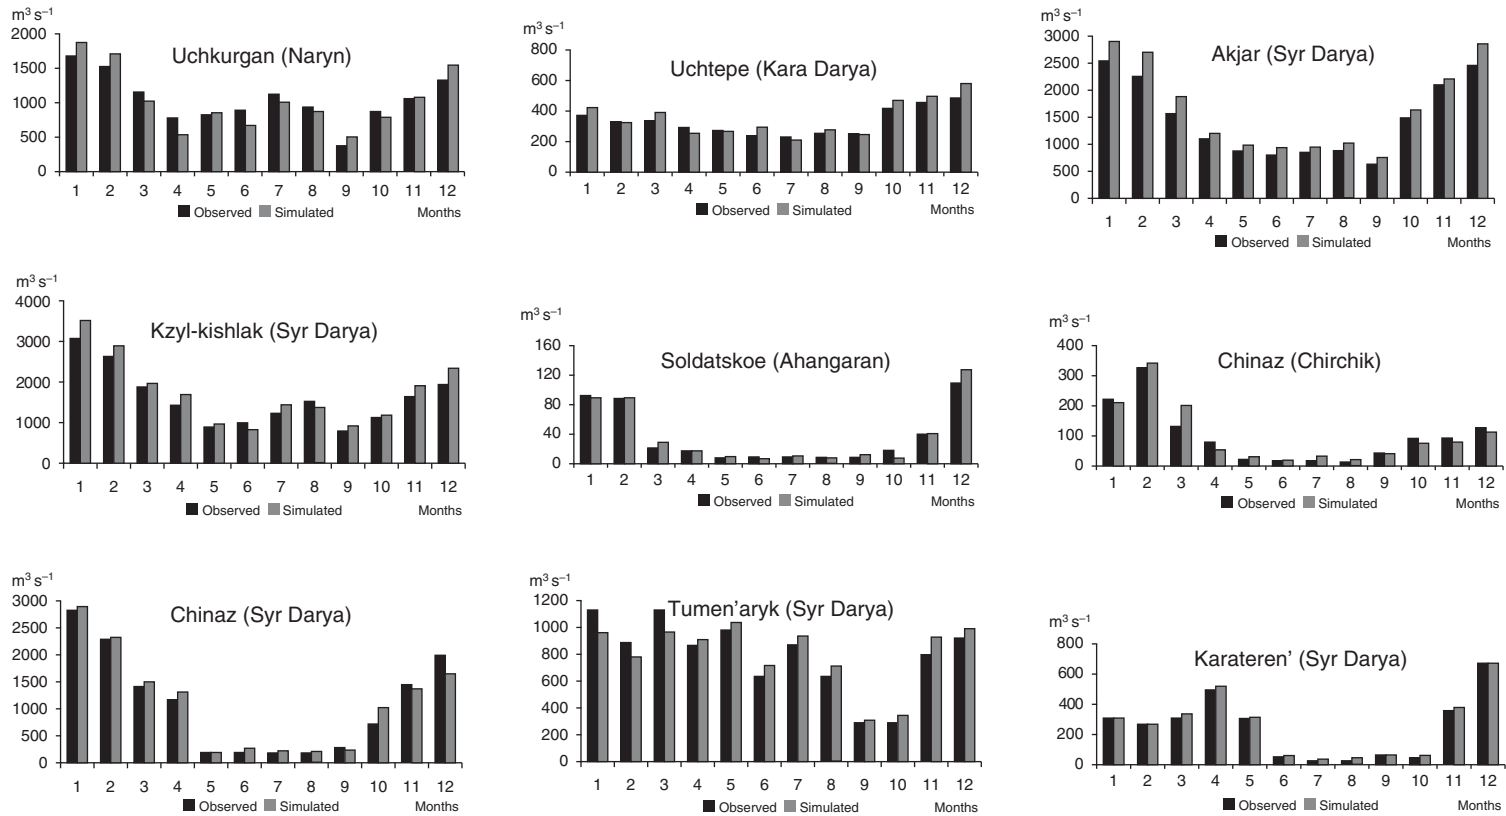 m³ s⁻¹
Uchkurgan (Naryn)
2000
1500
1000
500
0
1 2 3 4 5 6 7 8 9 10 11 12
Observed Simulated Months
m³ s⁻¹
Uchtepe (Kara Darya)
800
600
400
200
0
1 2 3 4 5 6 7 8 9 10 11 12
Observed Simulated Months
m³ s⁻¹
Akjar (Syr Darya)
3000
2500
2000
1500
1000
500
0
1 2 3 4 5 6 7 8 9 10 11 12
Observed Simulated Months
m³ s⁻¹
Kzyl-kishlak (Syr Darya)
4000
3000
2000
1000
0
1 2 3 4 5 6 7 8 9 10 11 12
Observed Simulated Months
m³ s⁻¹
Soldatskoe (Ahangaran)
160
120
80
40
0
1 2 3 4 5 6 7 8 9 10 11 12
Observed Simulated Months
m³ s⁻¹
Chinaz (Chirchik)
400
300
200
100
0
1 2 3 4 5 6 7 8 9 10 11 12
Observed Simulated Months
m³ s⁻¹
Chinaz (Syr Darya)
3000
2500
2000
1500
1000
500
0
1 2 3 4 5 6 7 8 9 10 11 12
Observed Simulated Months
m³ s⁻¹
Tumen'aryk (Syr Darya)
1200
1000
800
600
400
200
0
1 2 3 4 5 6 7 8 9 10 11 12
Observed Simulated Months
m³ s⁻¹
Karateren' (Syr Darya)
800
600
400
200
0
1 2 3 4 5 6 7 8 9 10 11 12
Observed Simulated Months